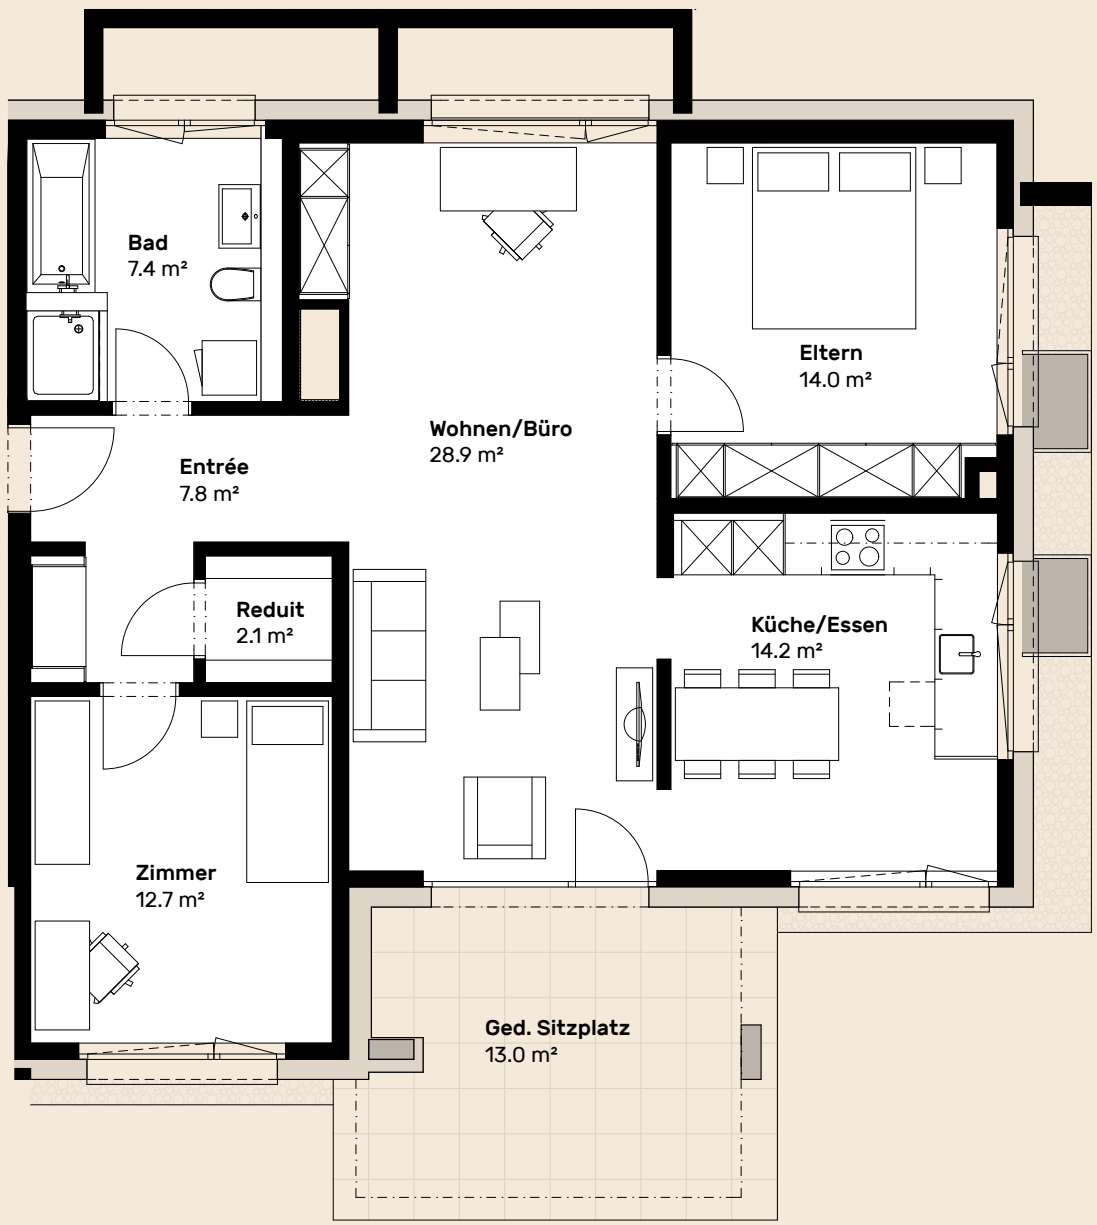 Bad
7.4 m²
Eltern
14.0 m²
Wohnen/Büro
28.9 m²
Entrée
7.8 m²
Reduit
2.1 m²
Küche/Essen
14.2 m²
Zimmer
12.7 m²
Ged. Sitzplatz
13.0 m²